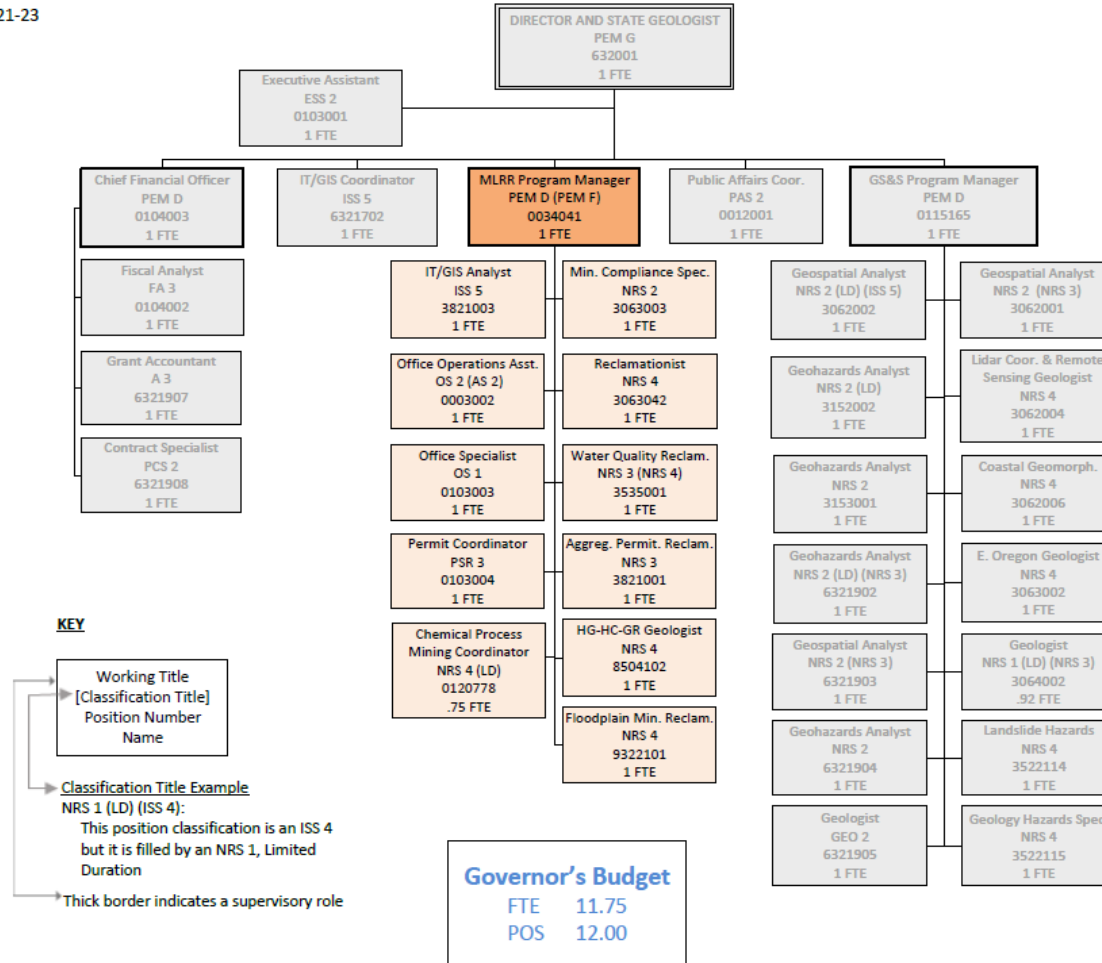 21-23
DIRECTOR AND STATE GEOLOGIST
PEM G
632001
1 FTE
Executive Assistant
ESS 2
0103001
1 FTE
Chief Financial Officer
PEM D
0104003
1 FTE
IT/GIS Coordinator
ISS 5
6321702
1 FTE
MLRR Program Manager
PEM D (PEM F)
0034041
1 FTE
Public Affairs Coor.
PAS 2
0012001
1 FTE
GS&S Program Manager
PEM D
0115165
1 FTE
Fiscal Analyst
FA 3
0104002
1 FTE
Grant Accountant
A 3
6321907
1 FTE
Contract Specialist
PCS 2
6321908
1 FTE
IT/GIS Analyst
ISS 5
3821003
1 FTE
Min. Compliance Spec.
NRS 2
3063003
1 FTE
Office Operations Asst.
OS 2 (AS 2)
0003002
1 FTE
Reclamationist
NRS 4
3063042
1 FTE
Office Specialist
OS 1
0103003
1 FTE
Water Quality Reclam.
NRS 3 (NRS 4)
3535001
1 FTE
Permit Coordinator
PSR 3
0103004
1 FTE
Aggreg. Permit. Reclam.
NRS 3
3821001
1 FTE
Chemical Process
Mining Coordinator
NRS 4 (LD)
0120778
.75 FTE
HG-HC-GR Geologist
NRS 4
8504102
1 FTE
Floodplain Min. Reclam.
NRS 4
9322101
1 FTE
Geospatial Analyst
NRS 2 (LD) (ISS 5)
3062002
1 FTE
Geospatial Analyst
NRS 2 (NRS 3)
3062001
1 FTE
Geohazards Analyst
NRS 2 (LD)
3152002
1 FTE
Lidar Coor. & Remote
Sensing Geologist
NRS 4
3062004
1 FTE
Geohazards Analyst
NRS 2
3153001
1 FTE
Coastal Geomorph.
NRS 4
3062006
1 FTE
Geohazards Analyst
NRS 2 (LD) (NRS 3)
6321902
1 FTE
E. Oregon Geologist
NRS 4
3063002
1 FTE
Geospatial Analyst
NRS 2 (NRS 3)
6321903
1 FTE
Geologist
NRS 1 (LD) (NRS 3)
3064002
.92 FTE
Geohazards Analyst
NRS 2
6321904
1 FTE
Landslide Hazards
NRS 4
3522114
1 FTE
Geologist
GEO 2
6321905
1 FTE
Geology Hazards Spec
NRS 4
3522115
1 FTE
KEY
Working Title
[Classification Title]
Position Number
Name
Classification Title Example
NRS 1 (LD) (ISS 4):
This position classification is an ISS 4
but it is filled by an NRS 1, Limited
Duration
Thick border indicates a supervisory role
Governor's Budget
FTE 11.75
POS 12.00